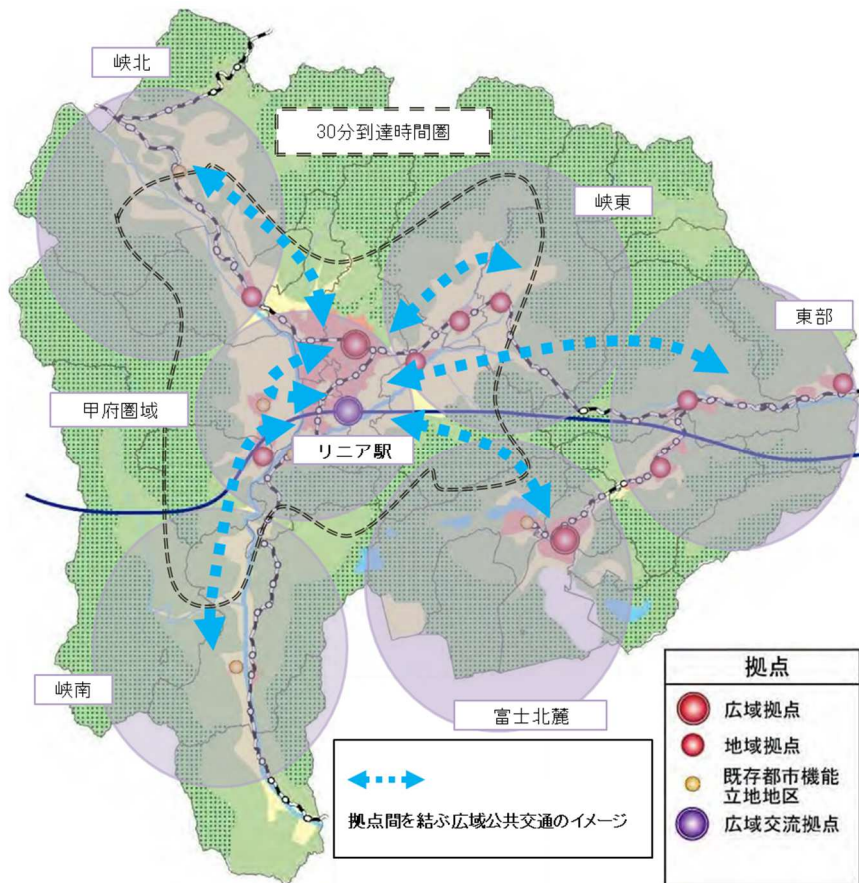 峡北
30分到達時間圏
峡東
東部
甲府圏域
リニア駅
峡南
富士北麓
拠点間を結ぶ広域公共交通のイメージ
拠点
広域拠点
地域拠点
既存都市機能
立地地区
広域交流拠点